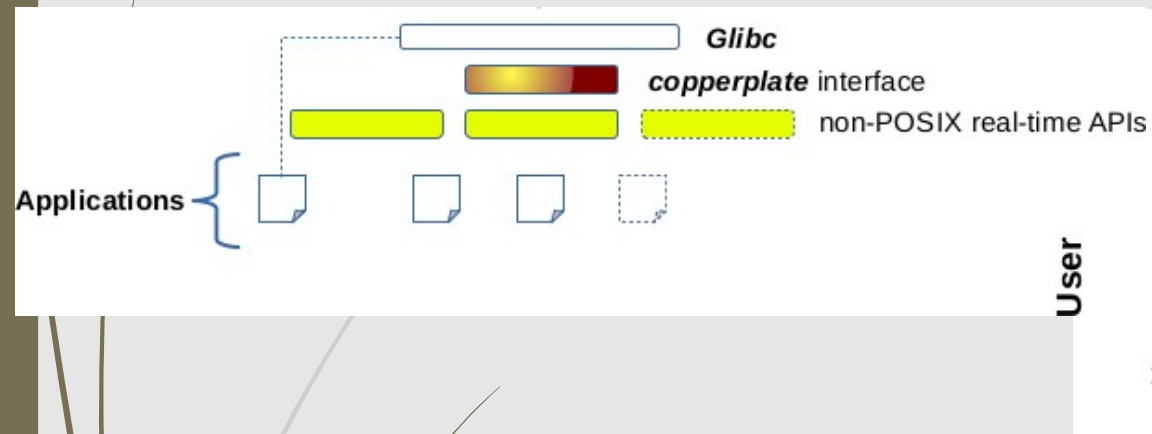 Glibc
copperplate interface
non-POSIX real-time APIs
Applications
User